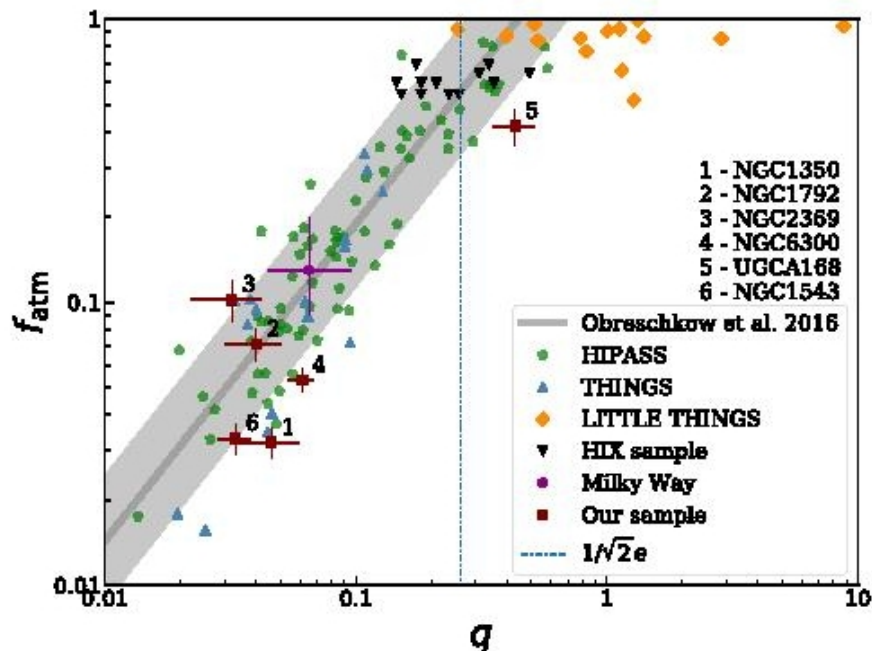 1
5
1 - NGC1350
2 - NGC1792
3 - NGC2369
4 - NGC6300
5 - UGCA168
6 - NGC1543
3
0.1
2
4
6
1
f_atm
Obreschkow et al. 2016
HIPASS
THINGS
LITTLE THINGS
HIX sample
Milky Way
Our sample
1/√2e
0.01
0.01
0.1
1
10
q